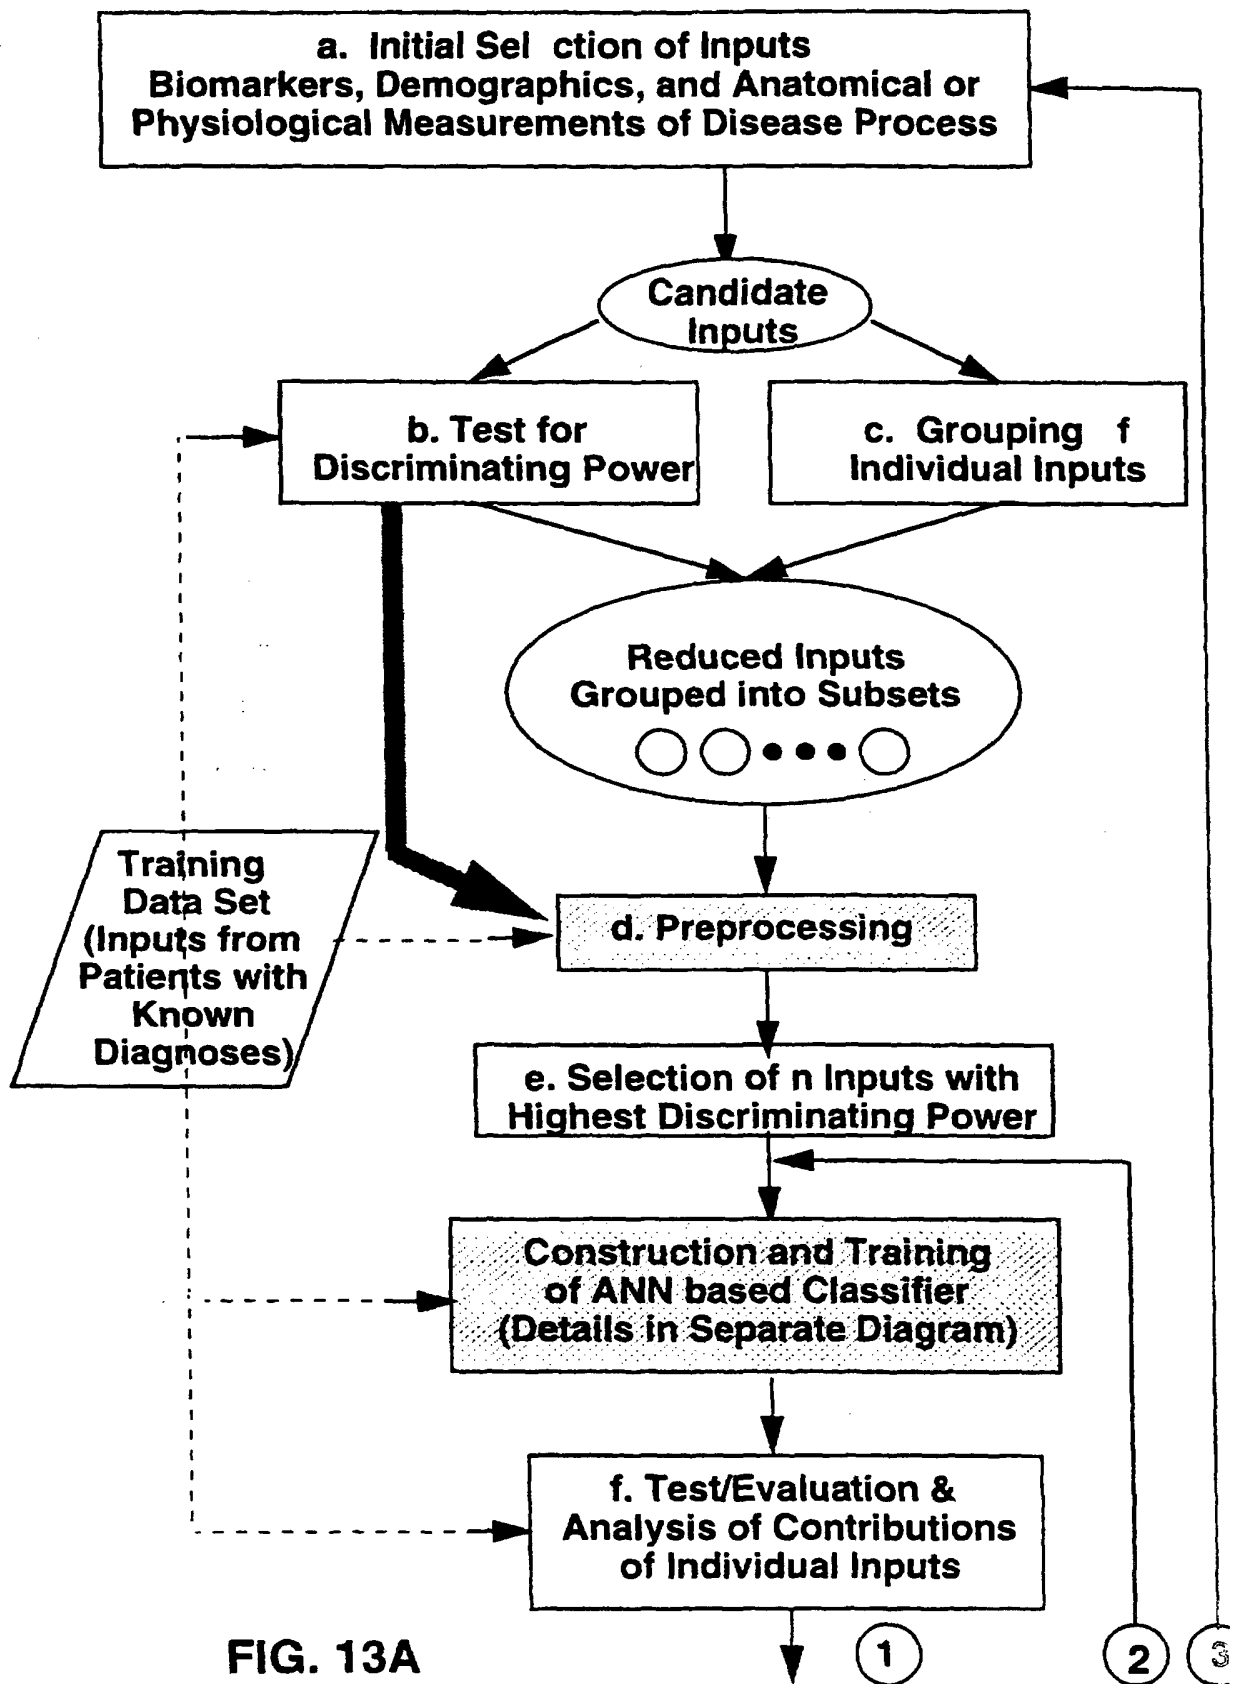 a. Initial Sel ction of Inputs
Biomarkers, Demographics, and Anatomical or
Physiological Measurements of Disease Process
Candidate
Inputs
b. Test for
Discriminating Power
c. Grouping f
Individual Inputs
Reduced Inputs
Grouped into Subsets
Training
Data Set
(Inputs from
Patients with
Known
Diagnoses)
d. Preprocessing
e. Selection of n Inputs with
Highest Discriminating Power
Construction and Training
of ANN based Classifier
(Details in Separate Diagram)
f. Test/Evaluation &
Analysis of Contributions
of Individual Inputs
FIG. 13A
1
2
3